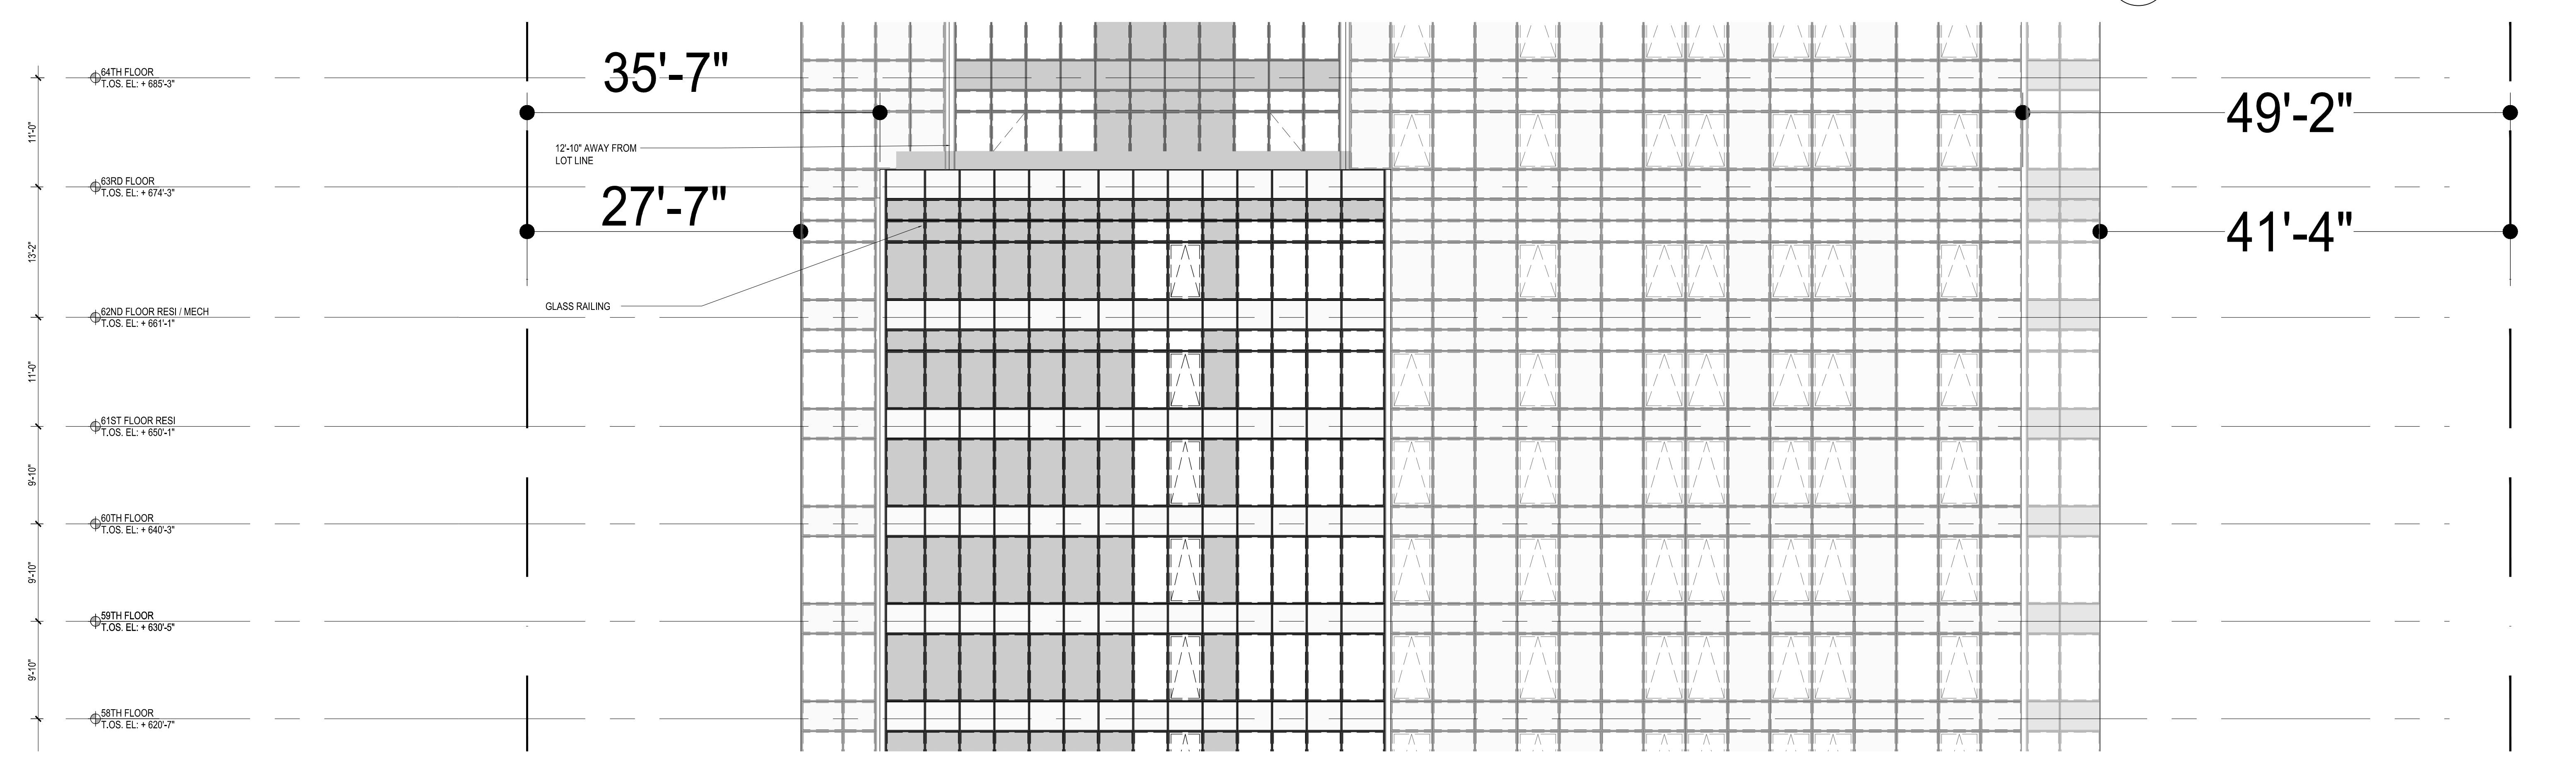 64TH FLOOR
T.OS. EL: + 685'-3"
35'-7"
49'-2"
11'-0"
12'-10" AWAY FROM
LOT LINE
63RD FLOOR
T.OS. EL: + 674'-3"
27'-7"
41'-4"
13'-2"
GLASS RAILING
62ND FLOOR RESI / MECH
T.OS. EL: + 661'-1"
11'-0"
61ST FLOOR RESI
T.OS. EL: + 650'-1"
9'-10"
60TH FLOOR
T.OS. EL: + 640'-3"
9'-10"
59TH FLOOR
T.OS. EL: + 630'-5"
9'-10"
58TH FLOOR
T.OS. EL: + 620'-7"